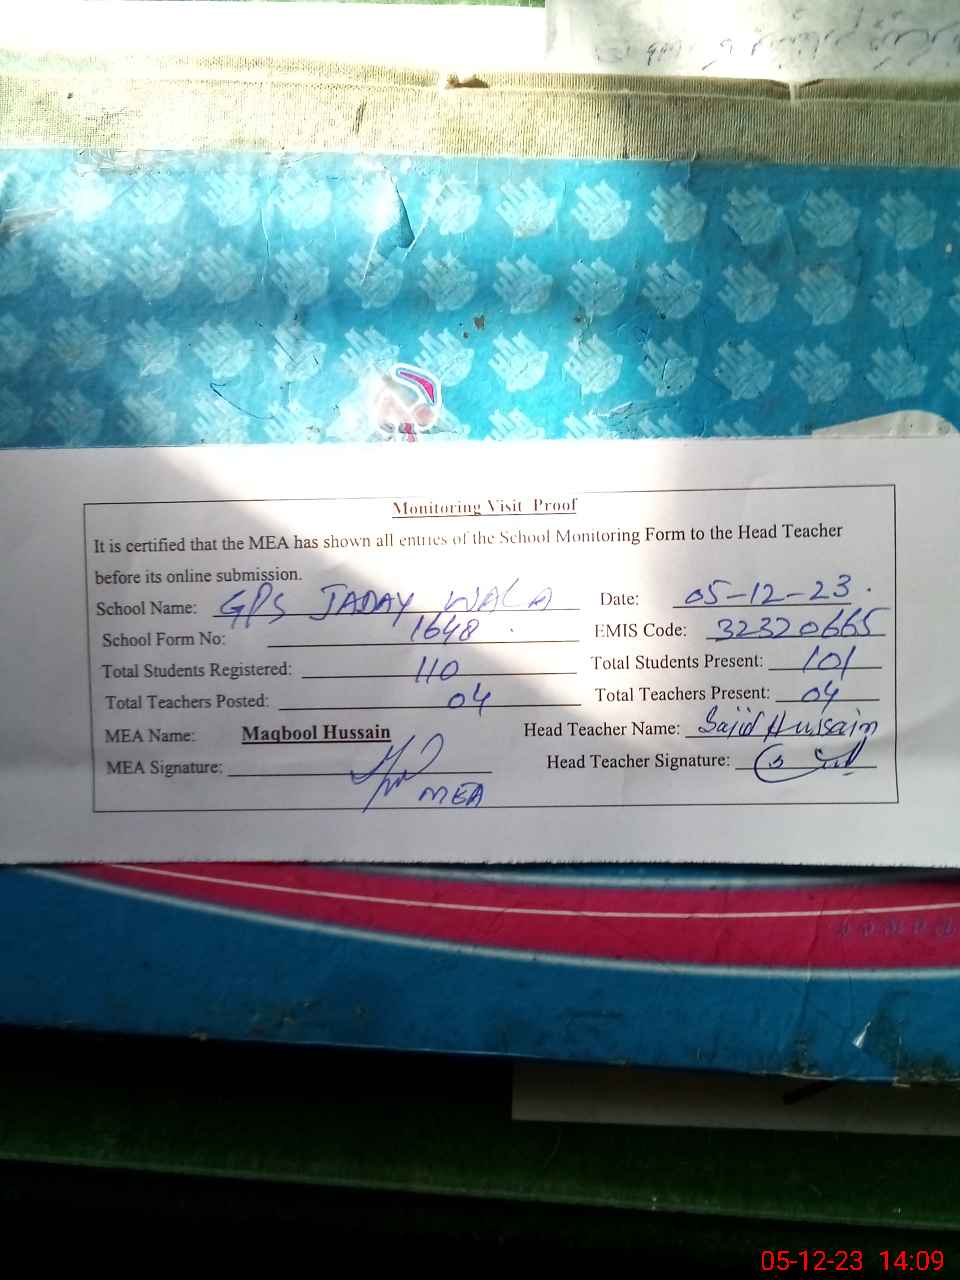 Monitoring Visit Proof
It is certified that the MEA has shown all entries of the School Monitoring Form to the Head Teacher
before its online submission.
School Name: GPS JADAY WALA Date: 05-12-23.
School Form No: 1648 EMIS Code: 32320665
Total Students Registered: 110 Total Students Present: 101
Total Teachers Posted: 04 Total Teachers Present: 04
MEA Name: Maqbool Hussain Head Teacher Name: Sajid Hussain
MEA Signature: Head Teacher Signature:
MEA
05-12-23 14:09